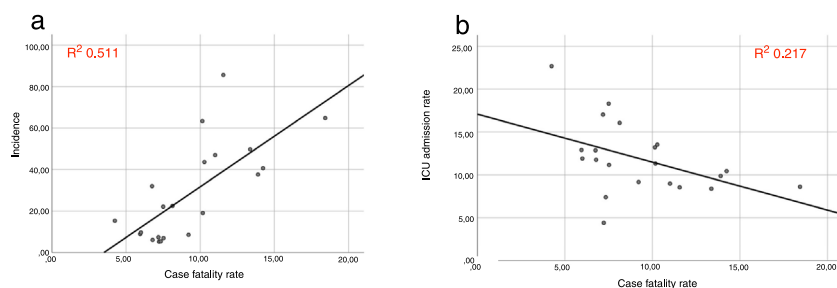 a
R² 0.511
100,00
80,00
60,00
40,00
20,00
,00
Incidence
5,00 10,00 15,00 20,00
Case fatality rate
b
R² 0.217
25,00
20,00
15,00
10,00
5,00
,00
ICU admission rate
,00 5,00 10,00 15,00 20,00
Case fatality rate